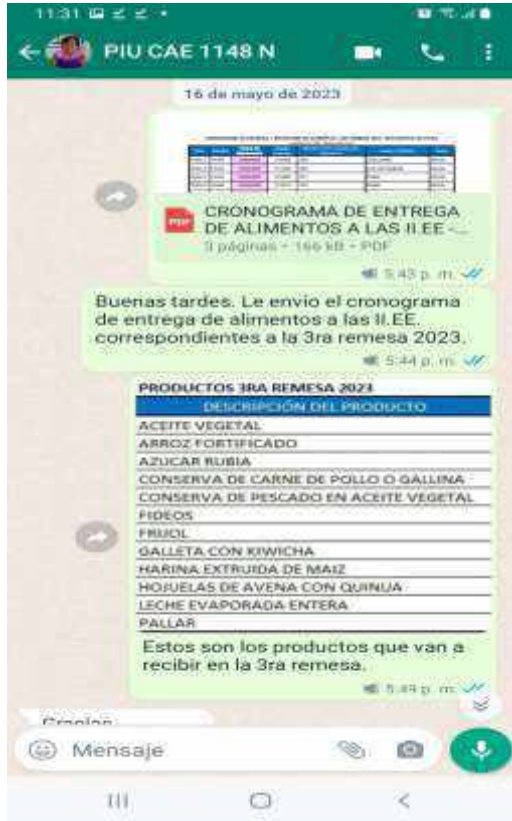 11:31
PIU CAE 1148 N
16 de mayo de 2023
CRONOGRAMA DE ENTREGA
DE ALIMENTOS A LAS II.EE -...
PDF
3 páginas • 166 kB • PDF
5:43 p. m.
Buenas tardes. Le envio el cronograma
de entrega de alimentos a las II.EE.
correspondientes a la 3ra remesa 2023.
5:44 p. m.
PRODUCTOS 3RA REMESA 2023
DESCRIPCIÓN DEL PRODUCTO
ACEITE VEGETAL
ARROZ FORTIFICADO
AZUCAR RUBIA
CONSERVA DE CARNE DE POLLO O GALLINA
CONSERVA DE PESCADO EN ACEITE VEGETAL
FIDEOS
FRIJOL
GALLETA CON KIWICHA
HARINA EXTRUIDA DE MAIZ
HOJUELAS DE AVENA CON QUINUA
LECHE EVAPORADA ENTERA
PALLAR
Estos son los productos que van a
recibir en la 3ra remesa.
5:49 p. m.
Gracias
Mensaje